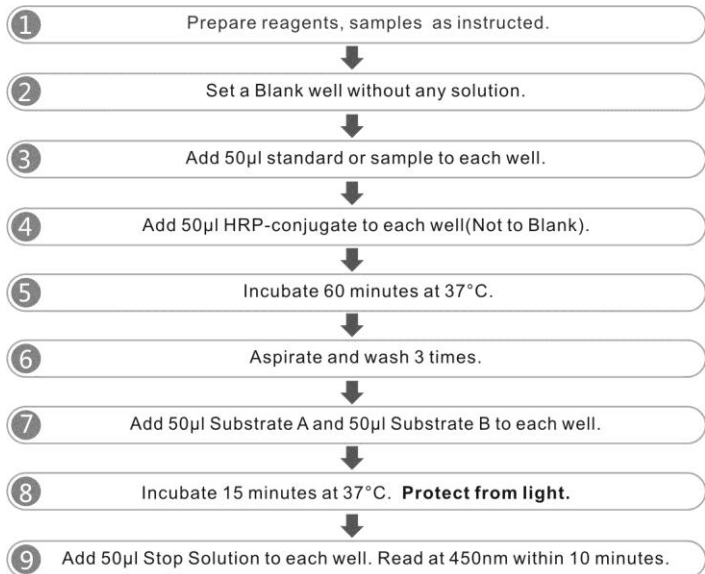 1 Prepare reagents, samples as instructed.
2 Set a Blank well without any solution.
3 Add 50μl standard or sample to each well.
4 Add 50μl HRP-conjugate to each well(Not to Blank).
5 Incubate 60 minutes at 37°C.
6 Aspirate and wash 3 times.
7 Add 50μl Substrate A and 50μl Substrate B to each well.
8 Incubate 15 minutes at 37°C. Protect from light.
9 Add 50μl Stop Solution to each well. Read at 450nm within 10 minutes.